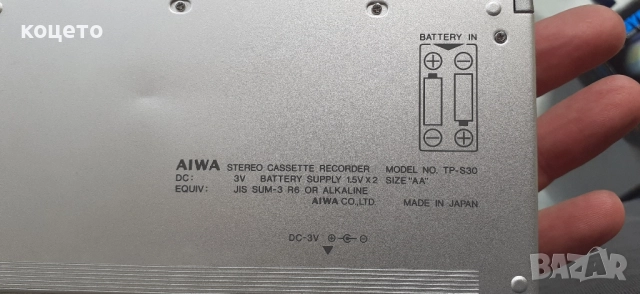 коцето
BATTERY IN
AIWA STEREO CASSETTE RECORDER MODEL NO. TP-S30
DC: 3V BATTERY SUPPLY 1.5V X 2 SIZE "AA"
EQUIV: JIS SUM-3 R6 OR ALKALINE
AIWA CO., LTD. MADE IN JAPAN
DC-3V
BAZAR